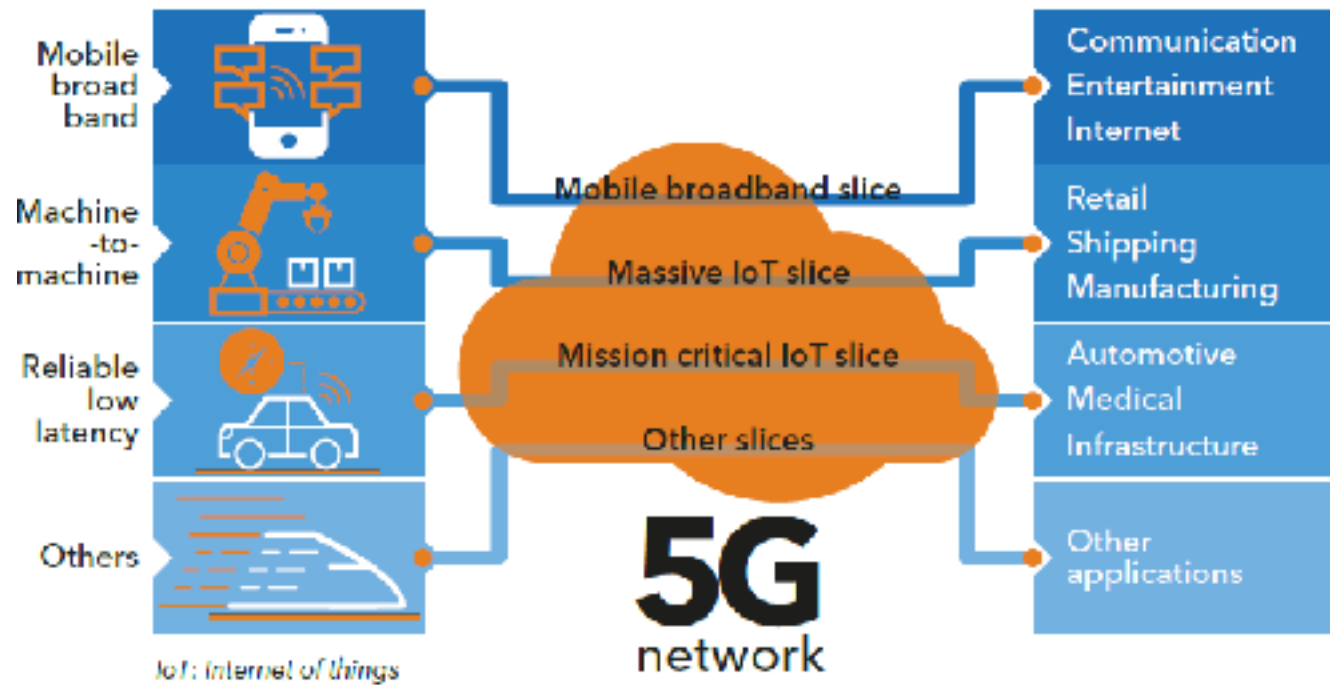 Mobile
broad
band
Machine
-to-
machine
Reliable
low
latency
Others
Mobile broadband slice
Massive IoT slice
Mission critical IoT slice
Other slices
5G
network
Communication
Entertainment
Internet
Retail
Shipping
Manufacturing
Automotive
Medical
Infrastructure
Other
applications
IoT: Internet of things